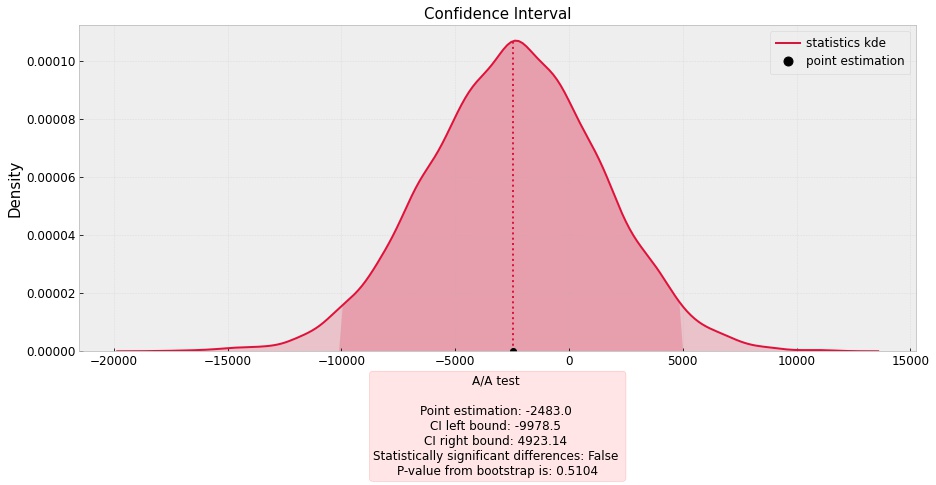 Confidence Interval
statistics kde
point estimation
Density
0.00010
0.00008
0.00006
0.00004
0.00002
0.00000
−20000 −15000 −10000 −5000 0 5000 10000 15000
A/A test
Point estimation: -2483.0
CI left bound: -9978.5
CI right bound: 4923.14
Statistically significant differences: False
P-value from bootstrap is: 0.5104